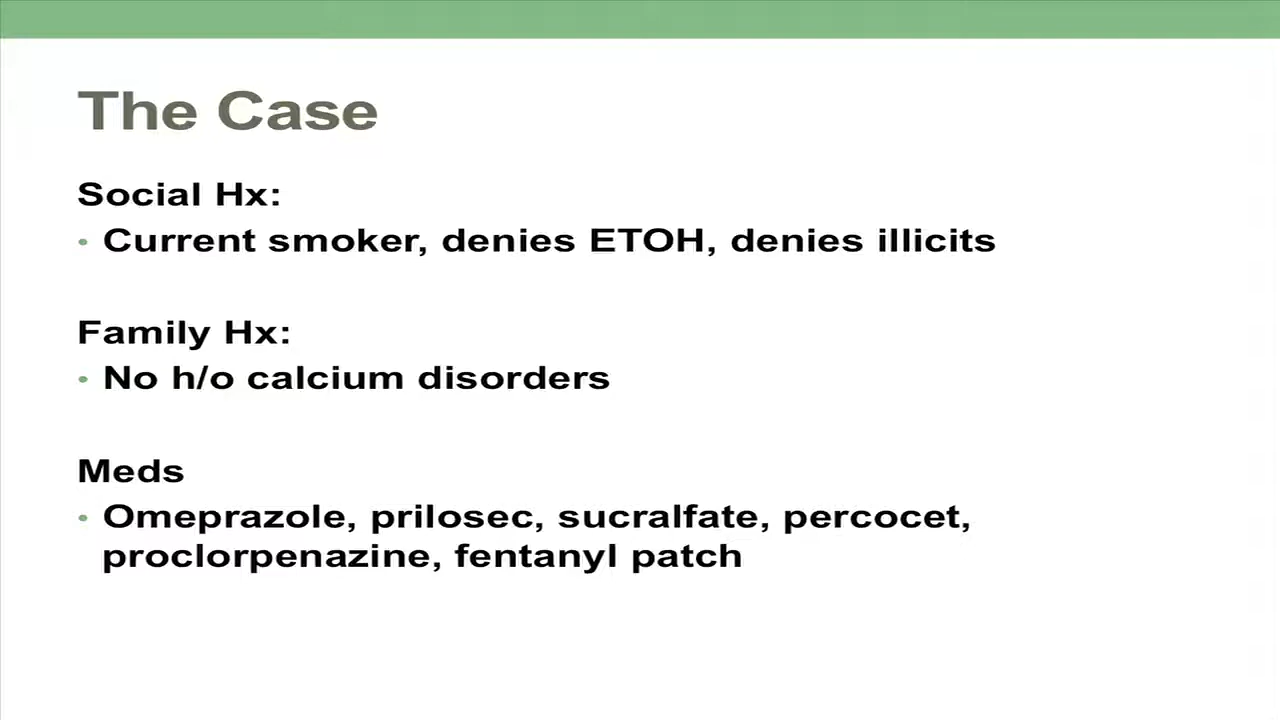 The Case
Social Hx:
• Current smoker, denies ETOH, denies illicits
Family Hx:
• No h/o calcium disorders
Meds
• Omeprazole, prilosec, sucralfate, percocet,
proclorpenazine, fentanyl patch